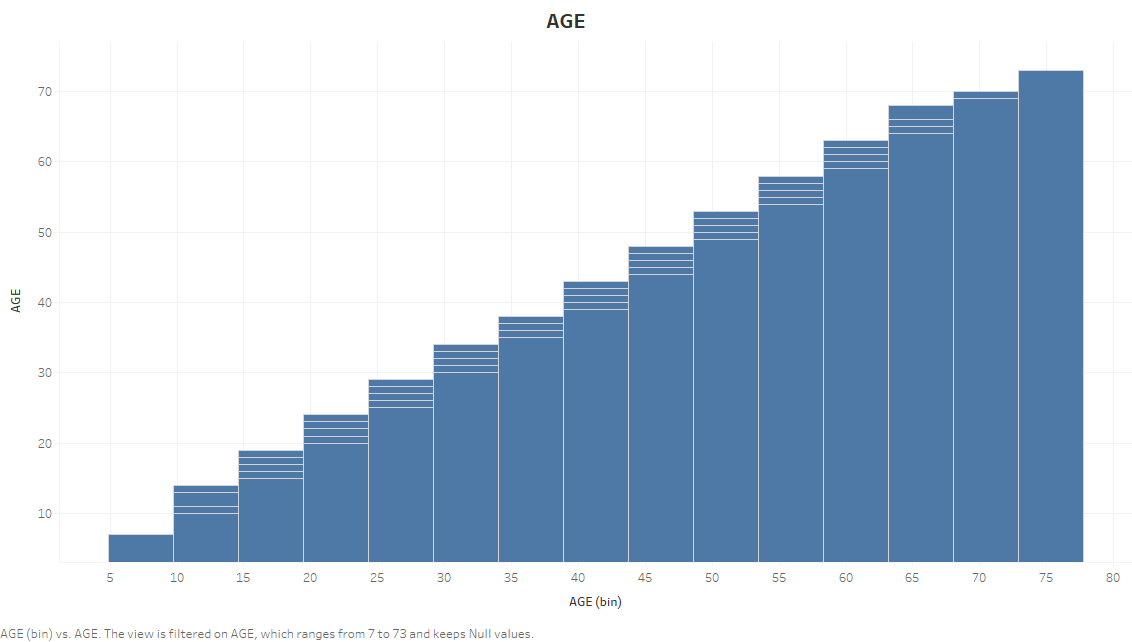 AGE
70
60
50
40
30
20
10
AGE
5 10 15 20 25 30 35 40 45 50 55 60 65 70 75 80
AGE (bin)
AGE (bin) vs. AGE. The view is filtered on AGE, which ranges from 7 to 73 and keeps Null values.